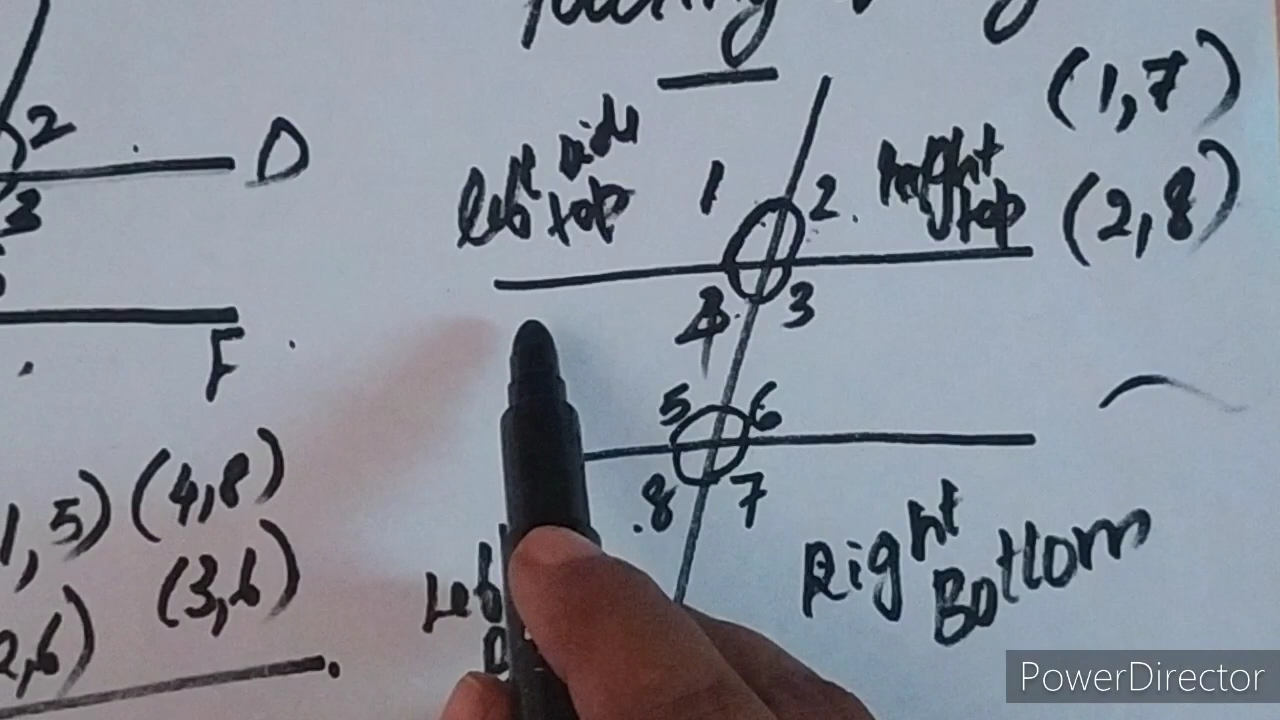 2
D
3
F
1,5) (4,8)
(3,6)
2,6)
left side
top
1
2
Right
top
(1,7)
(2,8)
4
3
5
6
8
7
Right
Bottom
PowerDirector